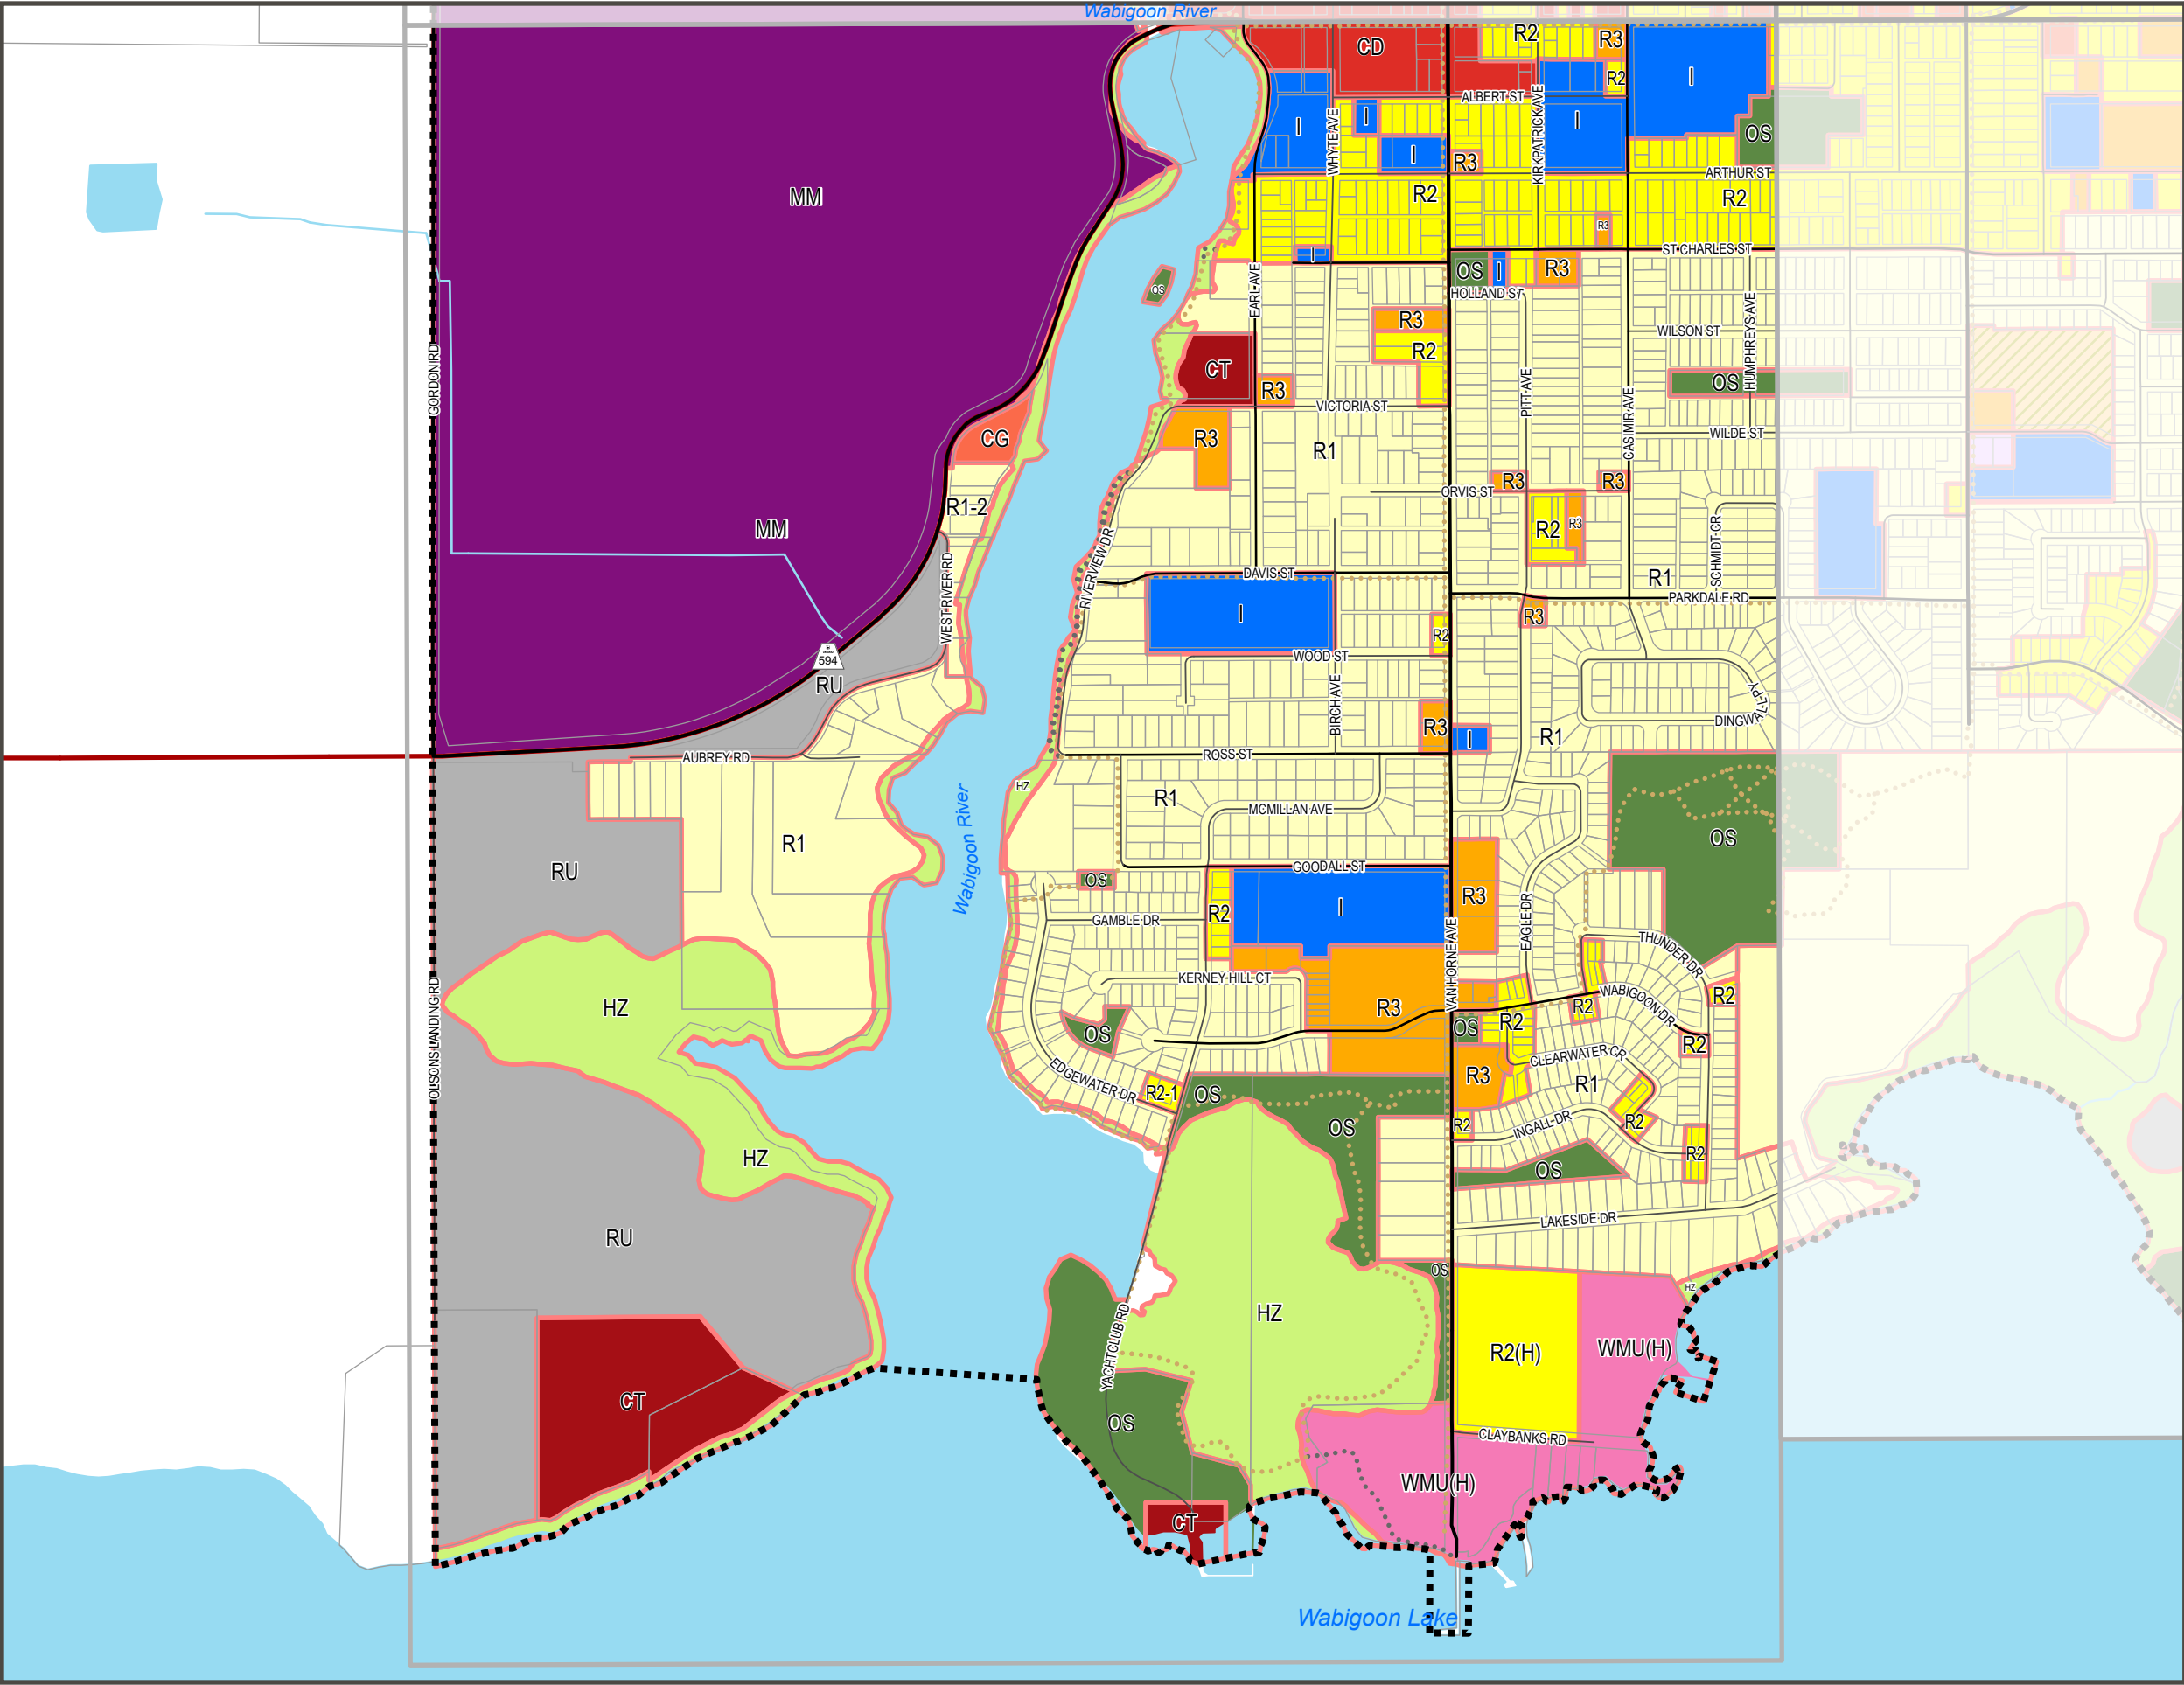 Wabigoon River
R2
R3
CD
I
R2
ALBERT ST
I
I
I
WHYTE AVE
KIRKPATRICK AVE
OS
I
R3
ARTHUR ST
MM
R2
R2
R3
ST CHARLES ST
I
OS
I
R3
OS
HOLLAND ST
EARL AVE
R3
WILSON ST
HUMPHREYS AVE
R2
CT
GORDON RD
R3
PITT AVE
OS
VICTORIA ST
CASIMIR AVE
CG
R3
R1
WILDE ST
R3
R3
ORVIS ST
R1-2
MM
R2
R3
SCHMIDT CR
RIVERVIEW DR
DAVIS ST
R1
WEST RIVER RD
PARKDALE RD
I
R3
R2
594
WOOD ST
RU
BIRCH AVE
DINGWALL PY
R3
I
R1
AUBREY RD
ROSS ST
HZ
R1
MCMILLAN AVE
OS
R1
Wabigoon River
RU
GOODALL ST
OS
R3
R2
I
GAMBLE DR
EAGLE DR
VAN HORNE AVE
THUNDER DR
KERNEY HILL CT
R2
HZ
R3
R2
WABIGOON DR
OLSONS LANDING RD
OS
OS
R2
R2
CLEARWATER CR
EDGEWATER DR
R3
R1
R2-1
OS
R2
INGALL DR
R2
OS
HZ
R2
OS
LAKESIDE DR
RU
OS
HZ
HZ
YACHTCLUB RD
R2(H)
WMU(H)
CT
OS
CLAYBANKS RD
WMU(H)
CT
Wabigoon Lake